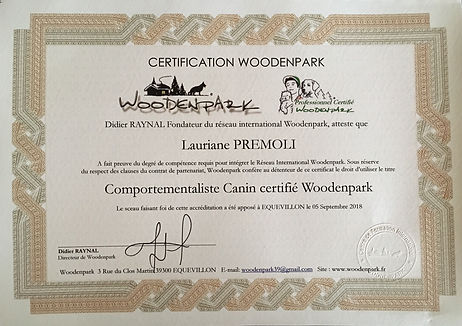 CERTIFICATION WOODENPARK
WOODENPARK
Professionnel Certifié
WOODENPARK
Didier RAYNAL Fondateur du réseau international Woodenpark, atteste que
Lauriane PREMOLI
A fait preuve du degré de compétence requis pour intégrer le Réseau International Woodenpark. Sous réserve
du respect des clauses du contrat de partenariat, Woodenpark confère au détenteur de ce certificat le droit d'utiliser le titre
Comportementaliste Canin certifié Woodenpark
Le sceau faisant foi de cette accréditation a été apposé à EQUEVILLON le 05 Septembre 2018
Didier RAYNAL
Directeur de Woodenpark
Woodenpark 3 Rue du Clos Martin 39300 EQUEVILLON E-mail: woodenpark39@gmail.com Site : www.woodenpark.fr